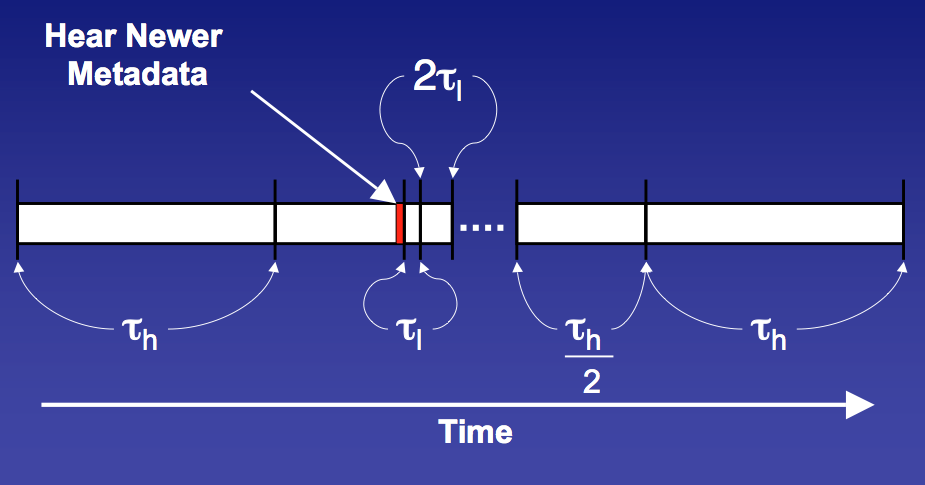 Hear Newer
Metadata
2τl
....
τh
τl
τh
2
τh
Time